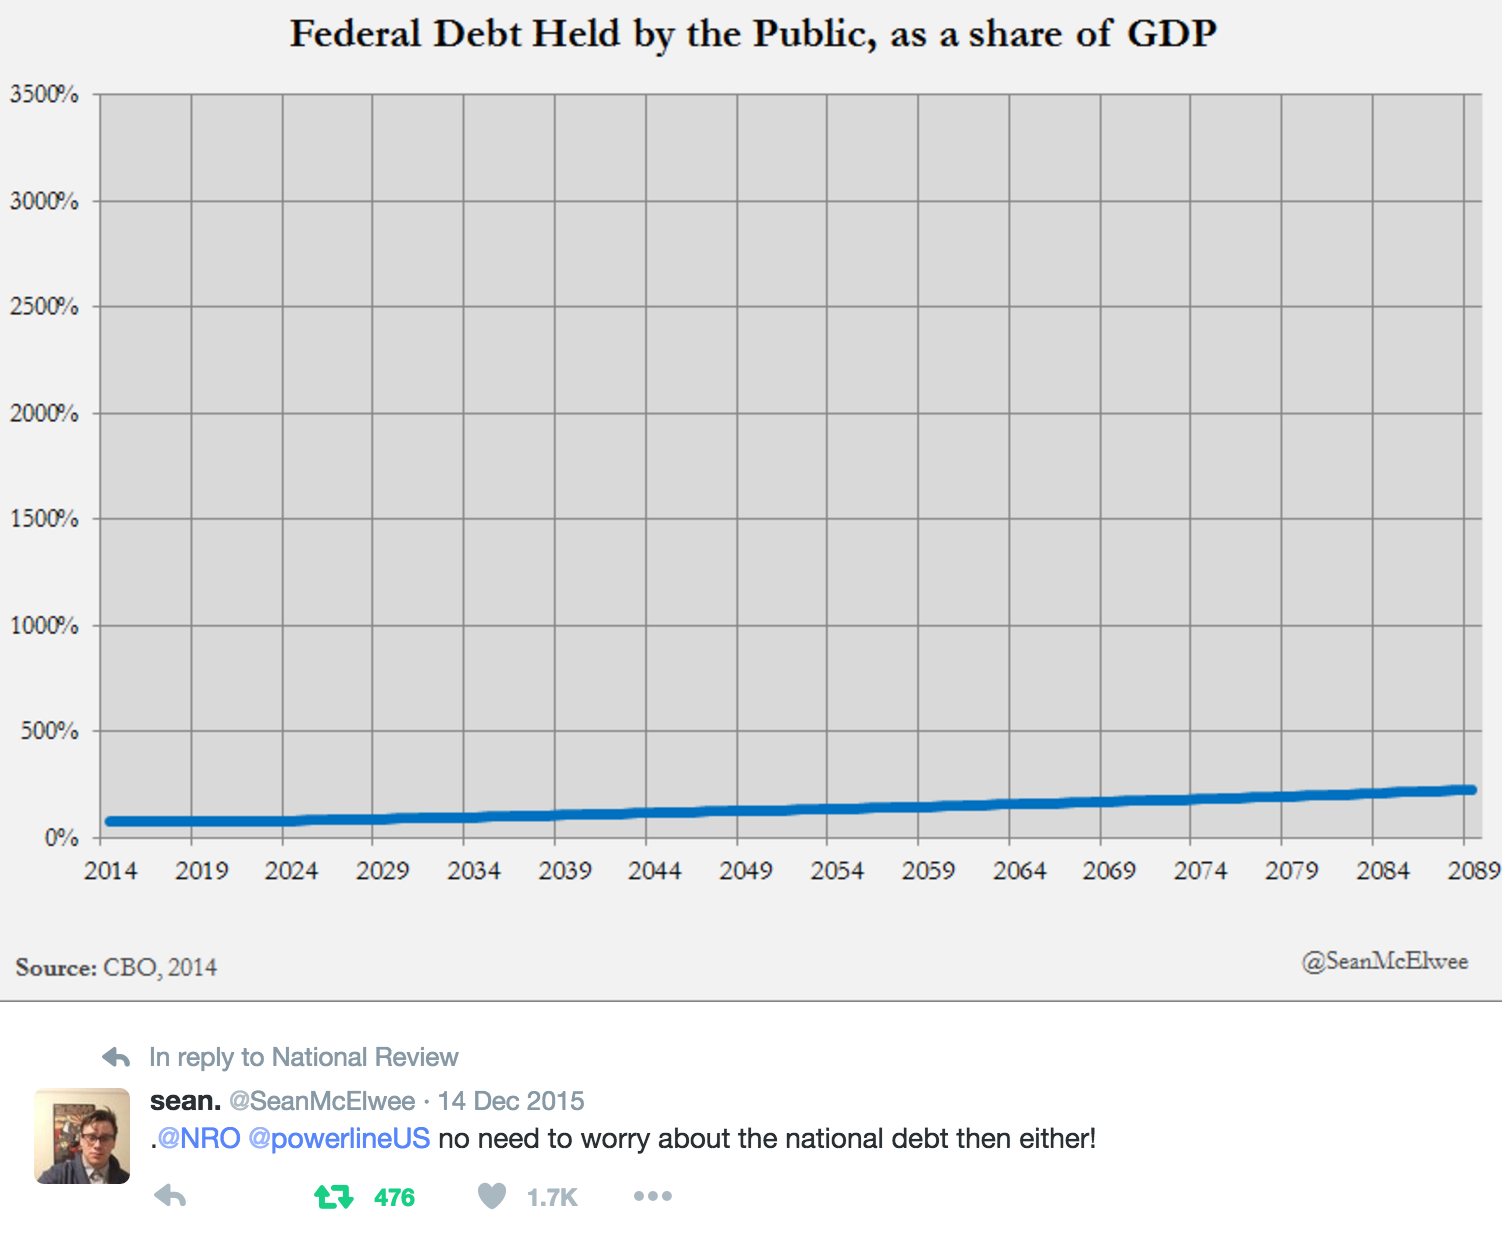 Federal Debt Held by the Public, as a share of GDP
3500%
3000%
2500%
2000%
1500%
1000%
500%
0%
2014 2019 2024 2029 2034 2039 2044 2049 2054 2059 2064 2069 2074 2079 2084 2089
Source: CBO, 2014
@SeanMcElwee
In reply to National Review
sean. @SeanMcElwee · 14 Dec 2015
.@NRO @powerlineUS no need to worry about the national debt then either!
476 1.7K